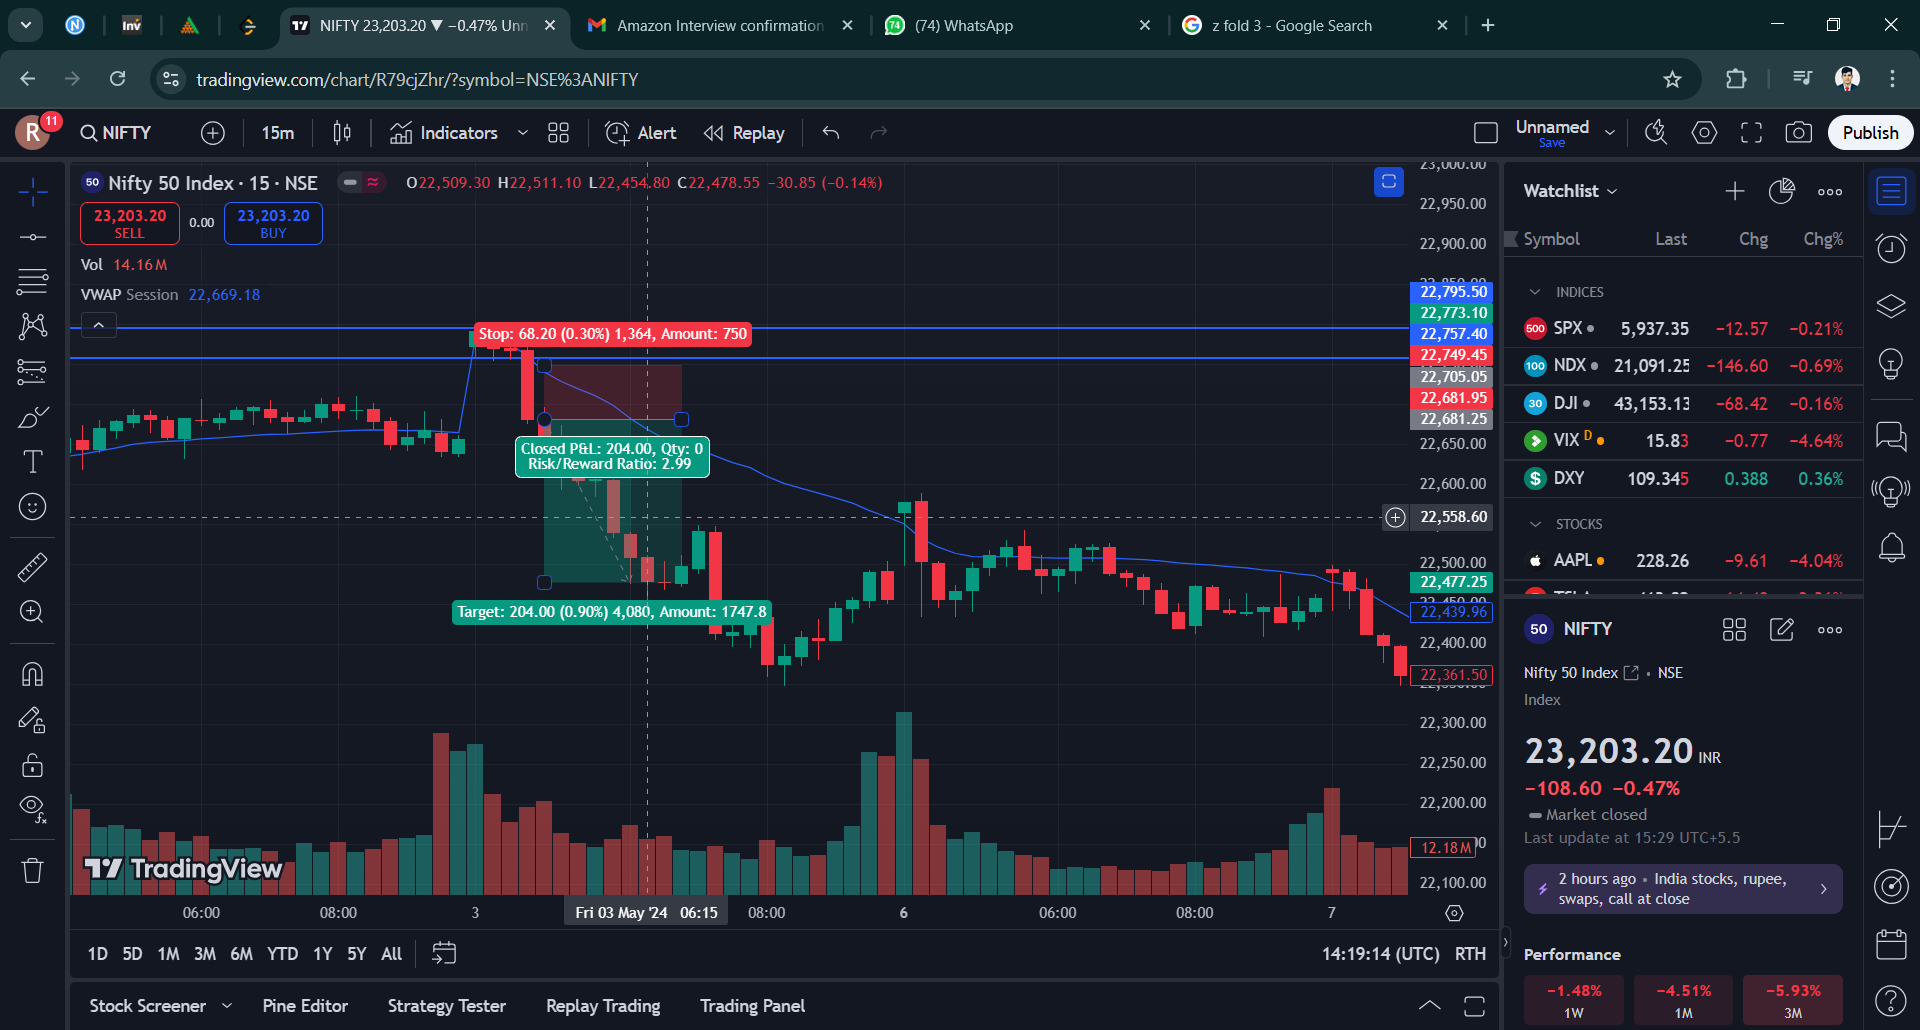 Inv
NIFTY 23,203.20 ▼ −0.47% Unn
Amazon Interview confirmation
74
(74) WhatsApp
z fold 3 - Google Search
tradingview.com/chart/R79cjZhr/?symbol=NSE%3ANIFTY
R
11
NIFTY
15m
Indicators
Alert
Replay
Unnamed
Save
Publish
50 Nifty 50 Index · 15 · NSE
O22,509.30 H22,511.10 L22,454.80 C22,478.55 −30.85 (−0.14%)
23,203.20
SELL
0.00
23,203.20
BUY
Vol 14.16 M
VWAP Session 22,669.18
Stop: 68.20 (0.30%) 1,364, Amount: 750
Closed P&L: 204.00, Qty: 0
Risk/Reward Ratio: 2.99
Target: 204.00 (0.90%) 4,080, Amount: 1747.8
23,000.00
22,950.00
22,900.00
22,795.50
22,773.10
22,757.40
22,749.45
22,705.05
22,681.95
22,681.25
22,650.00
22,600.00
22,558.60
22,500.00
22,477.25
22,439.96
22,400.00
22,361.50
22,300.00
22,250.00
22,200.00
12.18 M
22,100.00
TradingView
06:00
08:00
3
Fri 03 May '24 06:15
08:00
6
06:00
08:00
7
1D 5D 1M 3M 6M YTD 1Y 5Y All
14:19:14 (UTC) RTH
Stock Screener
Pine Editor
Strategy Tester
Replay Trading
Trading Panel
Watchlist
Symbol Last Chg Chg%
INDICES
500 SPX 5,937.35 −12.57 −0.21%
100 NDX 21,091.25 −146.60 −0.69%
30 DJI 43,153.13 −68.42 −0.16%
VIX D 15.83 −0.77 −4.64%
$ DXY 109.345 0.388 0.36%
STOCKS
AAPL 228.26 −9.61 −4.04%
50 NIFTY
Nifty 50 Index • NSE
Index
23,203.20 INR
−108.60 −0.47%
Market closed
Last update at 15:29 UTC+5.5
2 hours ago • India stocks, rupee,
swaps, call at close
Performance
−1.48%
1W
−4.51%
1M
−5.93%
3M